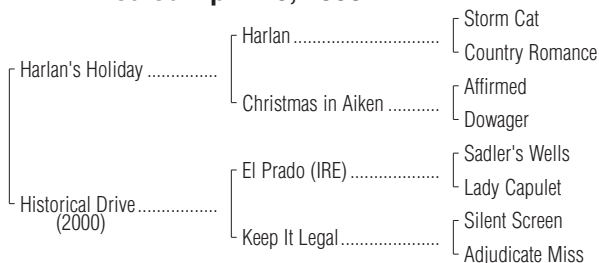 Storm Cat
Harlan ....................................
Country Romance
Harlan's Holiday ................
Affirmed
Christmas in Aiken ............
Dowager
Sadler's Wells
El Prado (IRE) ......................
Lady Capulet
Historical Drive ..................
(2000)
Silent Screen
Keep It Legal ........................
Adjudicate Miss